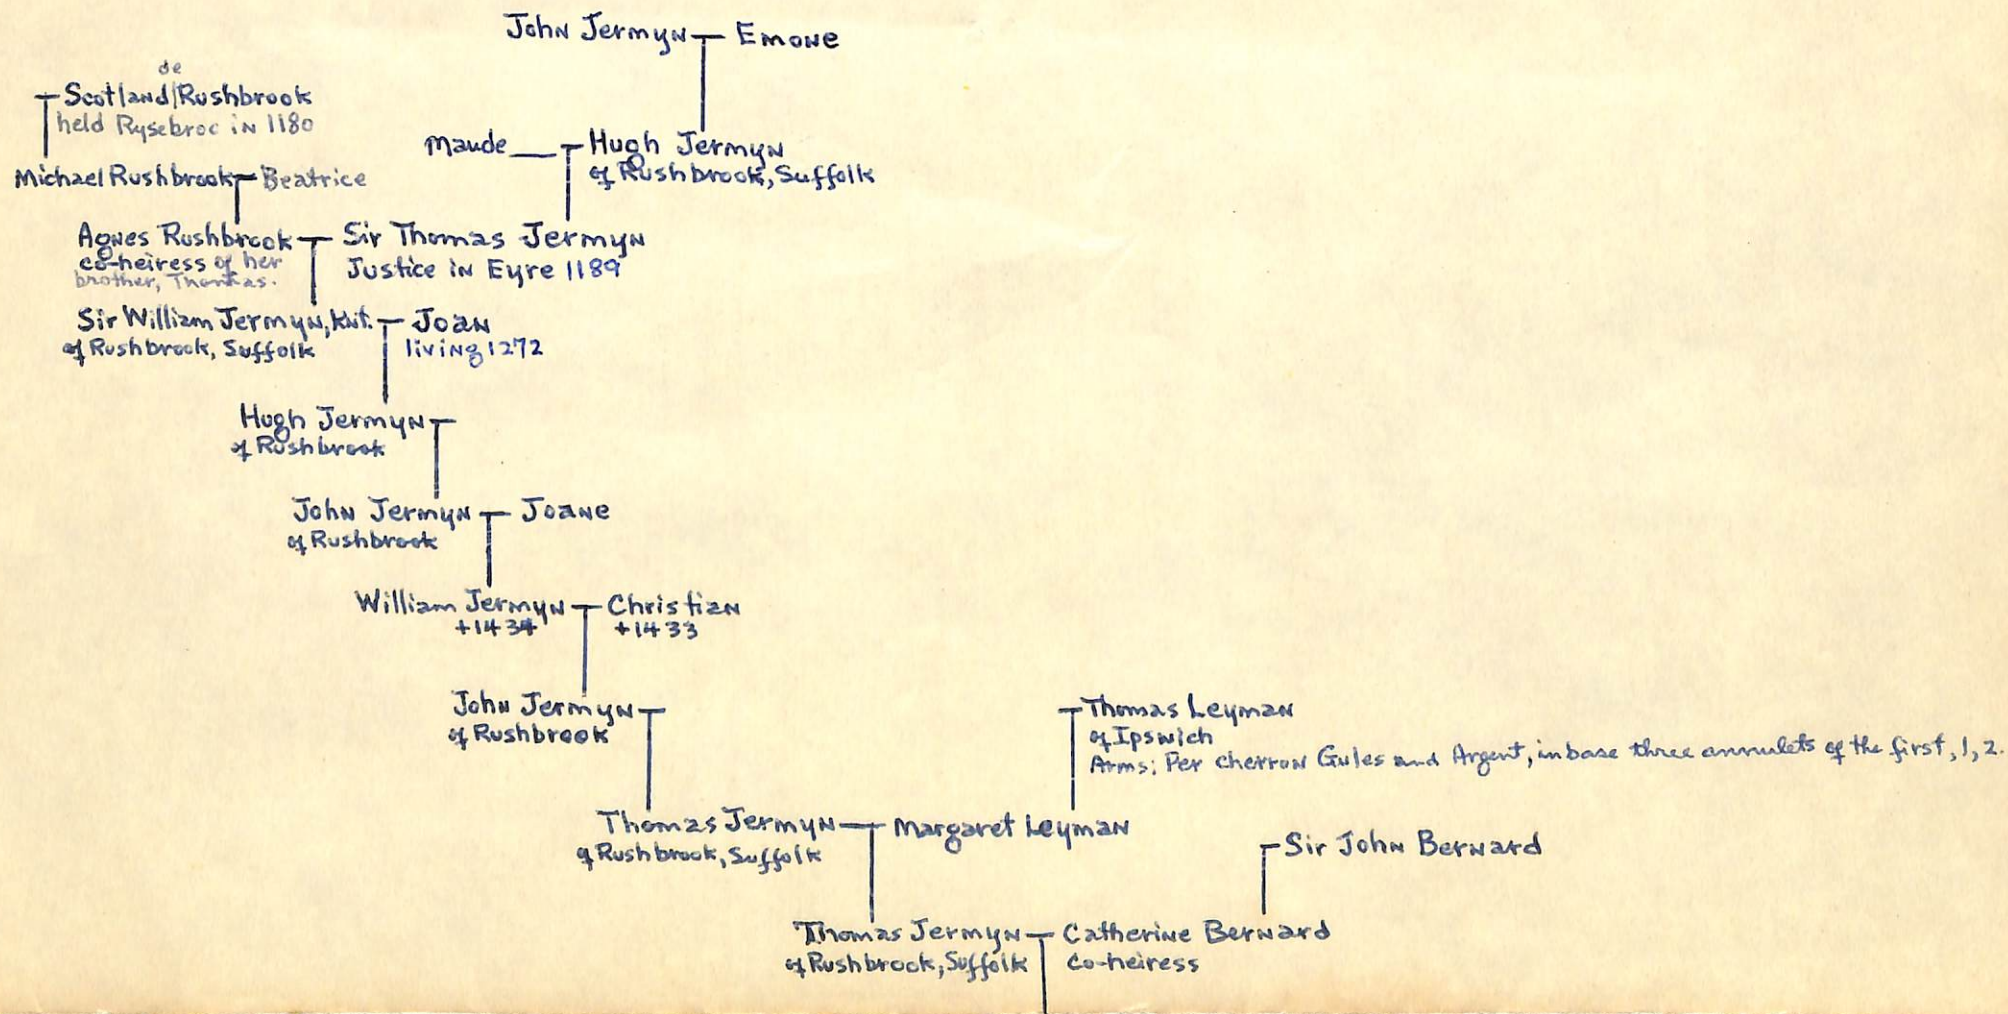 John Jermyn Emone
de
Scotland/Rushbrook
held Rysebroc in 1180
Maude Hugh Jermyn
of Rushbrook, Suffolk
Michael Rushbrook Beatrice
Agnes Rushbrook Sir Thomas Jermyn
co-heiress of her Justice in Eyre 1189
brother, Thomas.
Sir William Jermyn, Knt. Joan
of Rushbrook, Suffolk living 1272
Hugh Jermyn
of Rushbrook
John Jermyn Joane
of Rushbrook
William Jermyn Christian
+1434 +1433
John Jermyn Thomas Leyman
of Rushbrook of Ipswich
Arms: Per chevron Gules and Argent, in base three annulets of the first, 1, 2.
Thomas Jermyn Margaret Leyman
of Rushbrook, Suffolk Sir John Bernard
Thomas Jermyn Catherine Bernard
of Rushbrook, Suffolk co-heiress